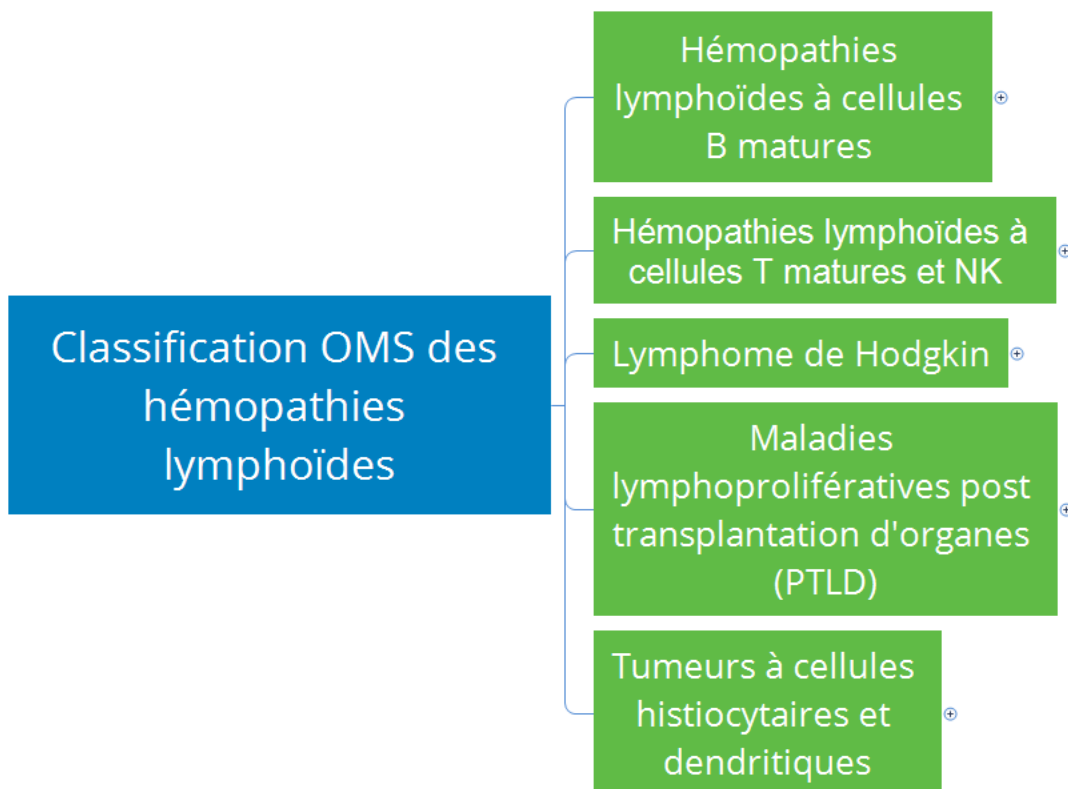 Classification OMS des
hémopathies
lymphoïdes
Hémopathies
lymphoïdes à cellules
B matures
Hémopathies lymphoïdes à
cellules T matures et NK
Lymphome de Hodgkin
Maladies
lymphoprolifératives post
transplantation d'organes
(PTLD)
Tumeurs à cellules
histiocytaires et
dendritiques